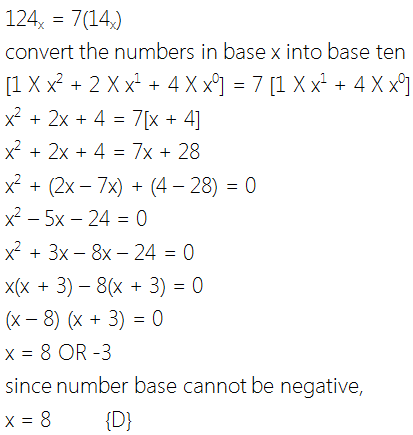 124ₓ = 7(14ₓ)
convert the numbers in base x into base ten
[1 X x² + 2 X x¹ + 4 X x⁰] = 7 [1 X x¹ + 4 X x⁰]
x² + 2x + 4 = 7[x + 4]
x² + 2x + 4 = 7x + 28
x² + (2x – 7x) + (4 – 28) = 0
x² – 5x – 24 = 0
x² + 3x – 8x – 24 = 0
x(x + 3) – 8(x + 3) = 0
(x – 8) (x + 3) = 0
x = 8 OR -3
since number base cannot be negative,
x = 8 {D}